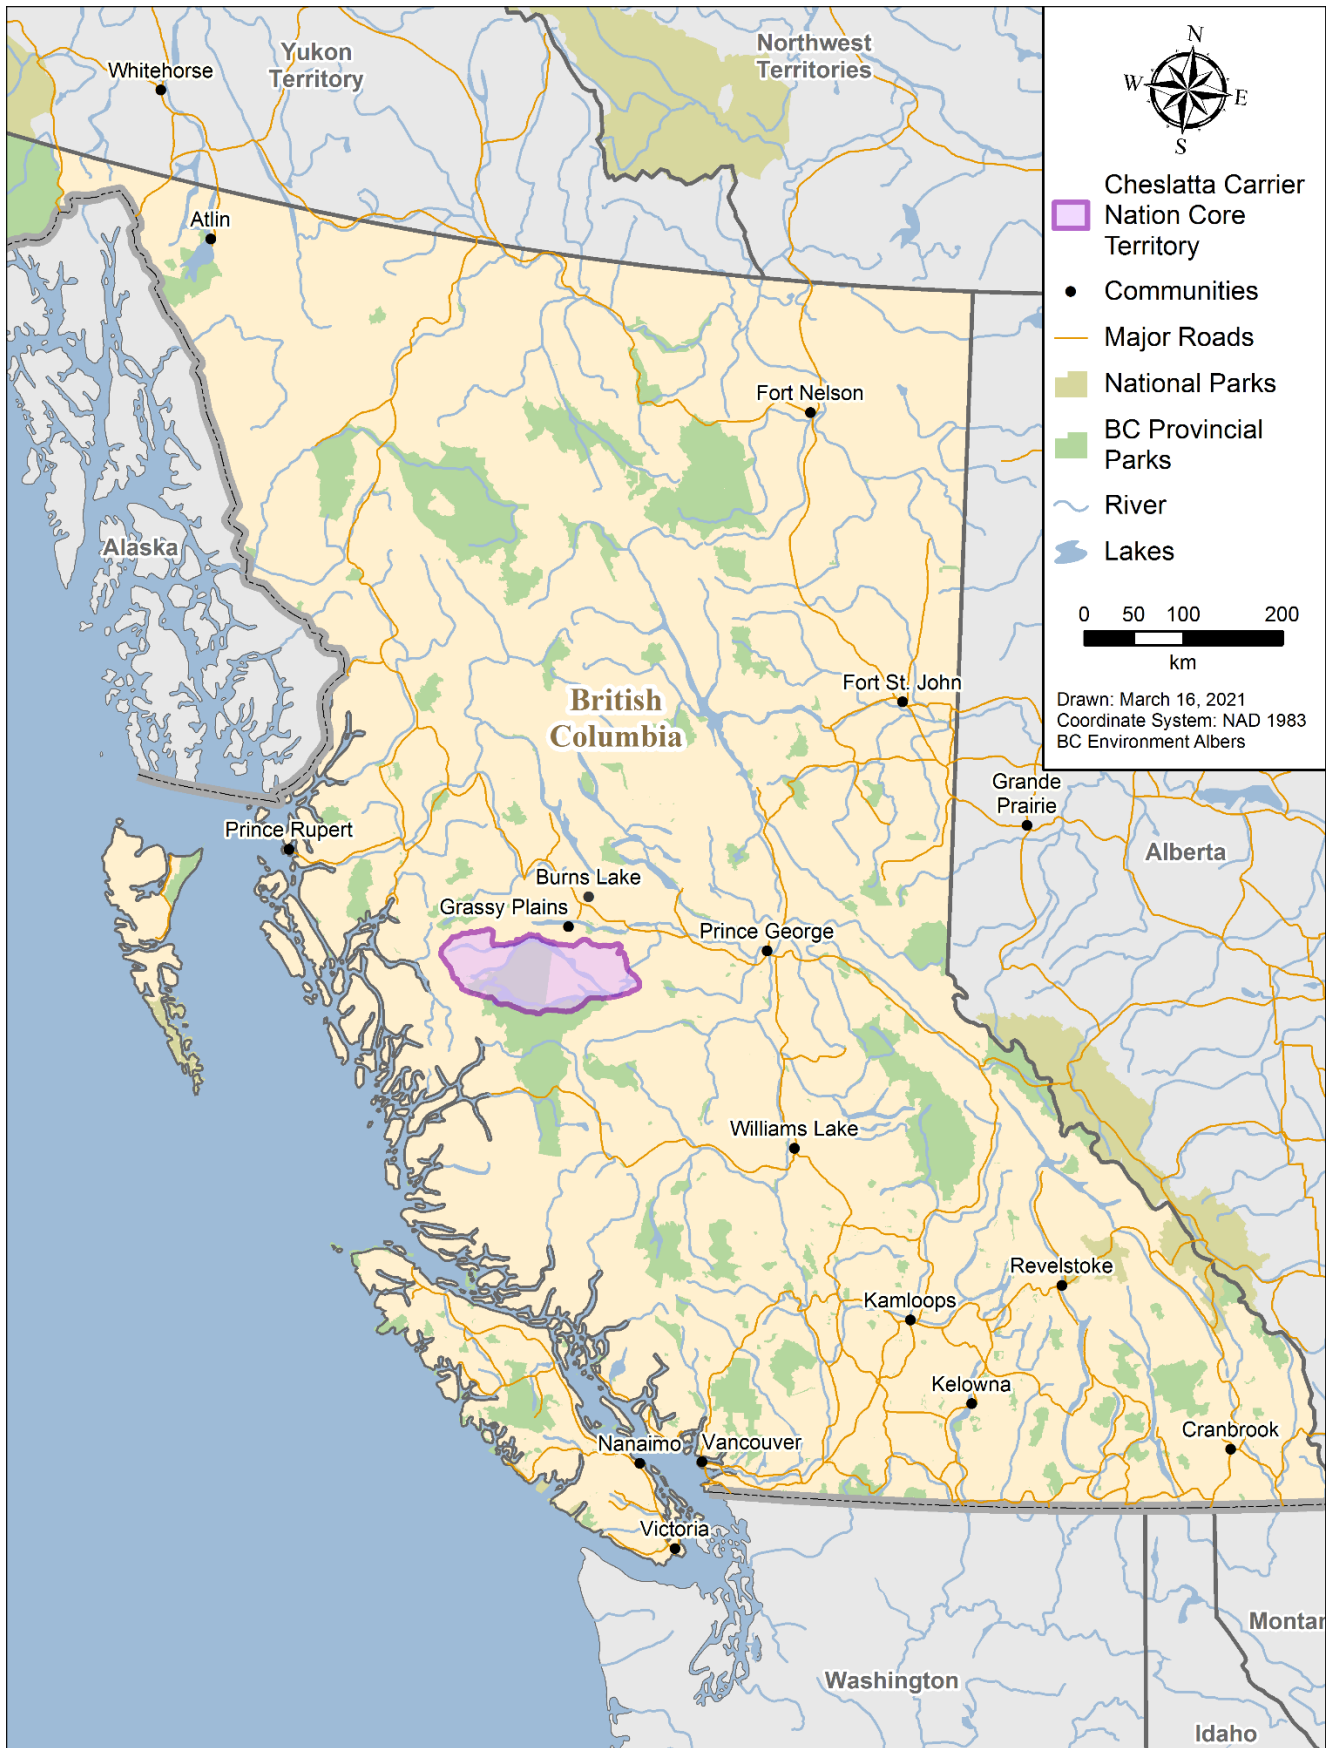 Yukon
Territory
Northwest
Territories
Whitehorse
Atlin
Fort Nelson
Alaska
British
Columbia
Fort St. John
Grande
Prairie
Alberta
Prince Rupert
Burns Lake
Grassy Plains
Prince George
Williams Lake
Revelstoke
Kamloops
Kelowna
Cranbrook
Nanaimo
Vancouver
Victoria
Washington
Montar
Idaho
N
W
E
S
Cheslatta Carrier
Nation Core
Territory
Communities
Major Roads
National Parks
BC Provincial
Parks
River
Lakes
0 50 100 200
km
Drawn: March 16, 2021
Coordinate System: NAD 1983
BC Environment Albers